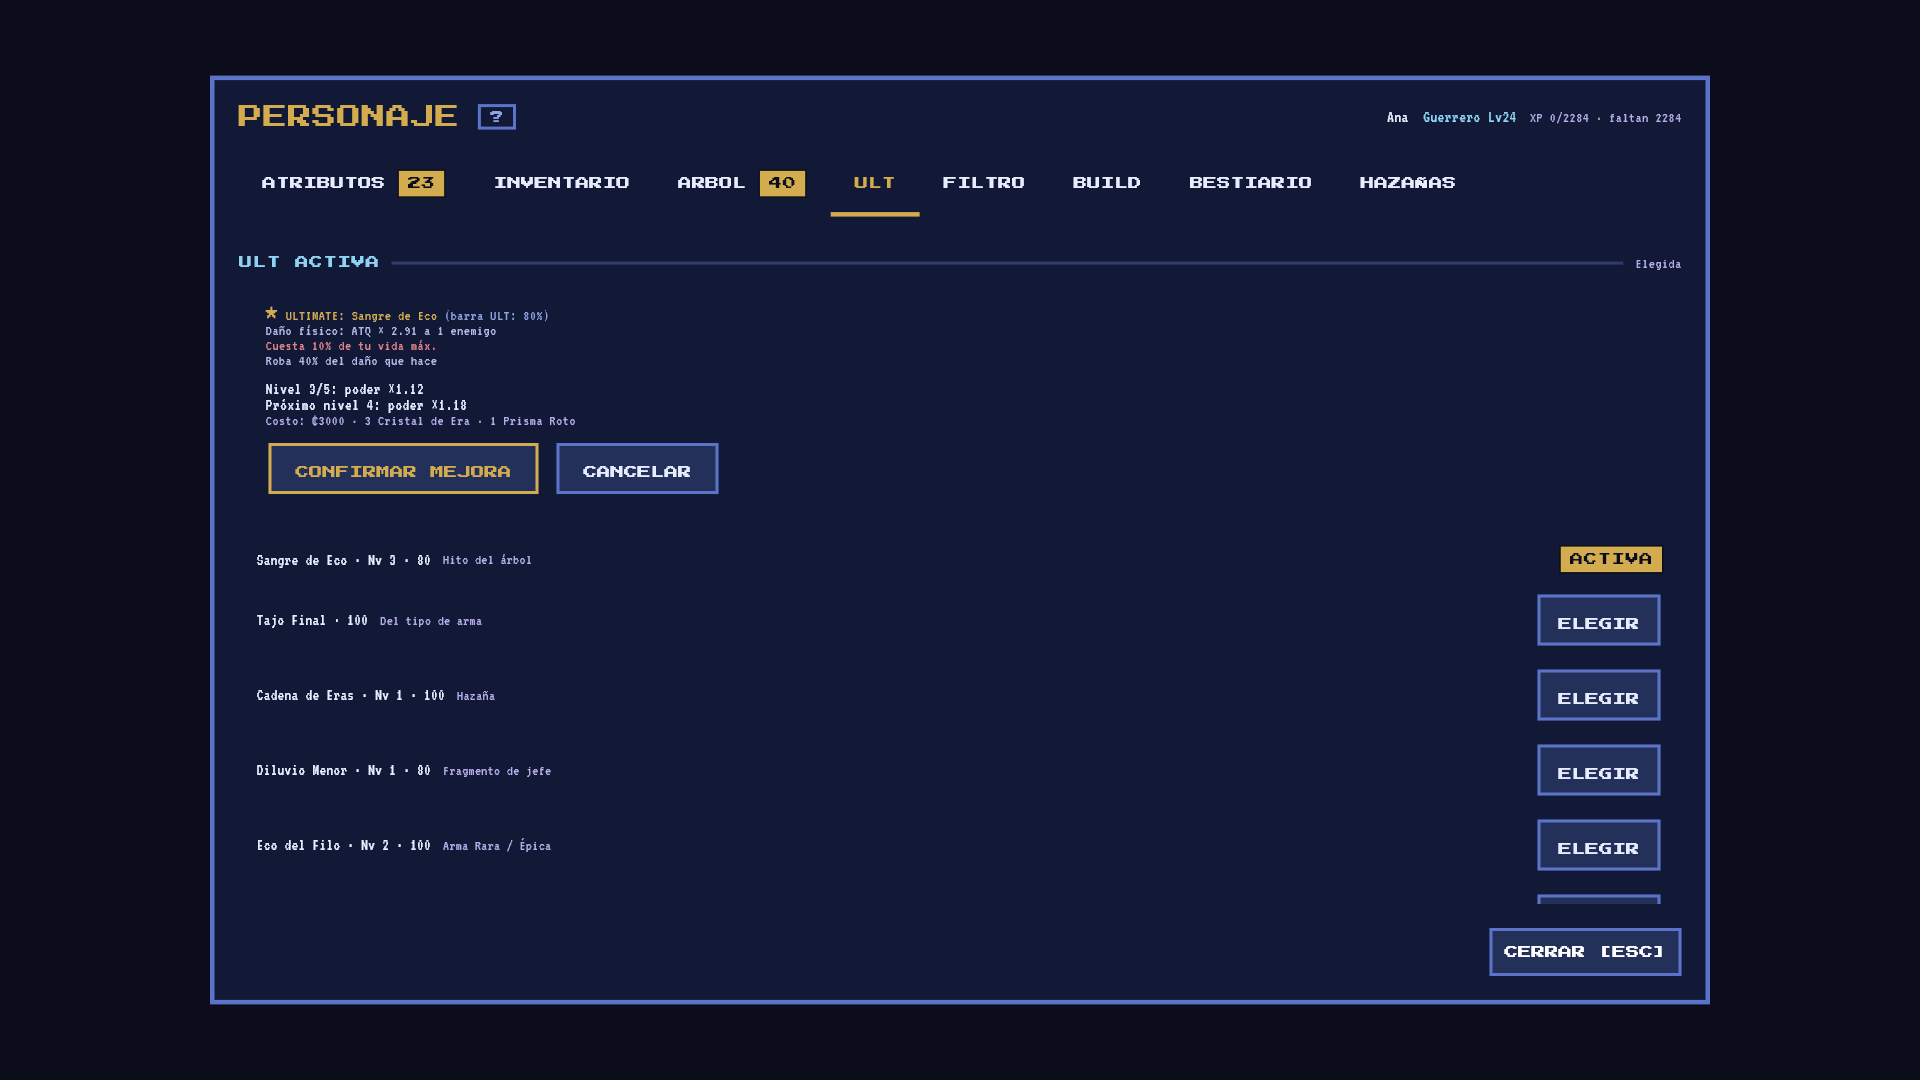 PERSONAJE ?
Ana Guerrero Lv24 XP 0/2284 · faltan 2284
ATRIBUTOS 23 INVENTARIO ARBOL 40 ULT FILTRO BUILD BESTIARIO HAZAÑAS
ULT ACTIVA Elegida
★ ULTIMATE: Sangre de Eco (barra ULT: 80%)
Daño físico: ATQ × 2.91 a 1 enemigo
Cuesta 10% de tu vida máx.
Roba 40% del daño que hace
Nivel 3/5: poder ×1.12
Próximo nivel 4: poder ×1.18
Costo: ₡3000 · 3 Cristal de Era · 1 Prisma Roto
CONFIRMAR MEJORA CANCELAR
Sangre de Eco · Nv 3 · 80 Hito del árbol ACTIVA
Tajo Final · 100 Del tipo de arma ELEGIR
Cadena de Eras · Nv 1 · 100 Hazaña ELEGIR
Diluvio Menor · Nv 1 · 80 Fragmento de jefe ELEGIR
Eco del Filo · Nv 2 · 100 Arma Rara / Épica ELEGIR
CERRAR [ESC]